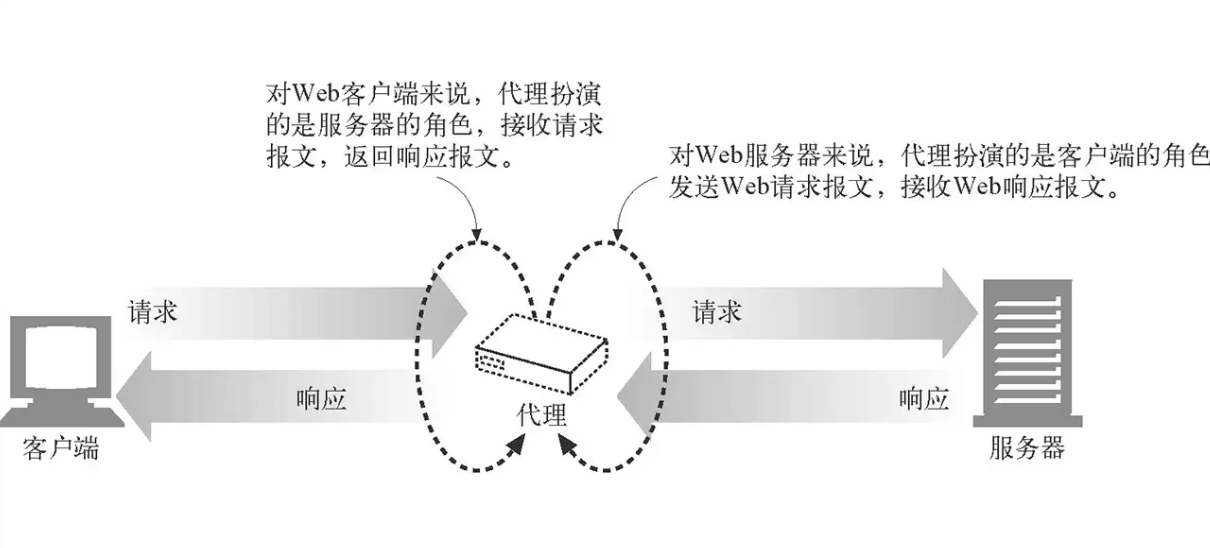 对Web客户端来说，代理扮演
的是服务器的角色，接收请求
报文，返回响应报文。
对Web服务器来说，代理扮演的是客户端的角色
发送Web请求报文，接收Web响应报文。
请求
请求
响应
响应
代理
客户端
服务器